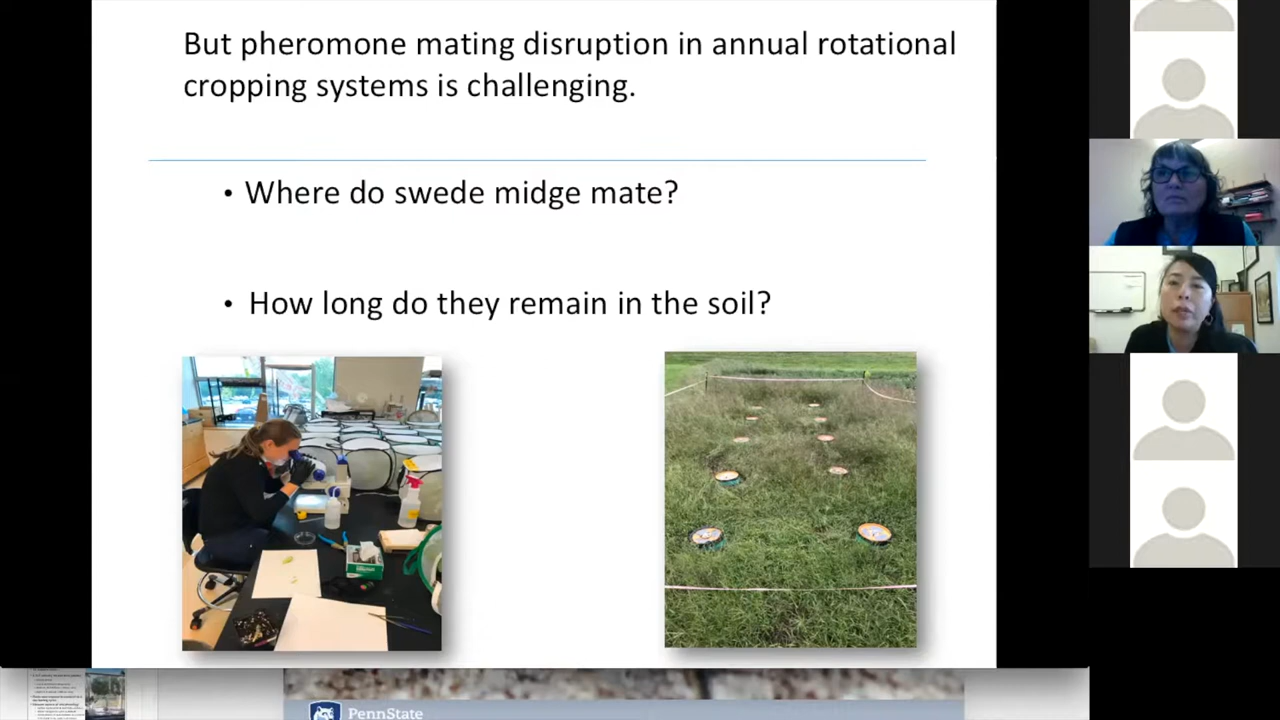 But pheromone mating disruption in annual rotational
cropping systems is challenging.
• Where do swede midge mate?
• How long do they remain in the soil?
PennState